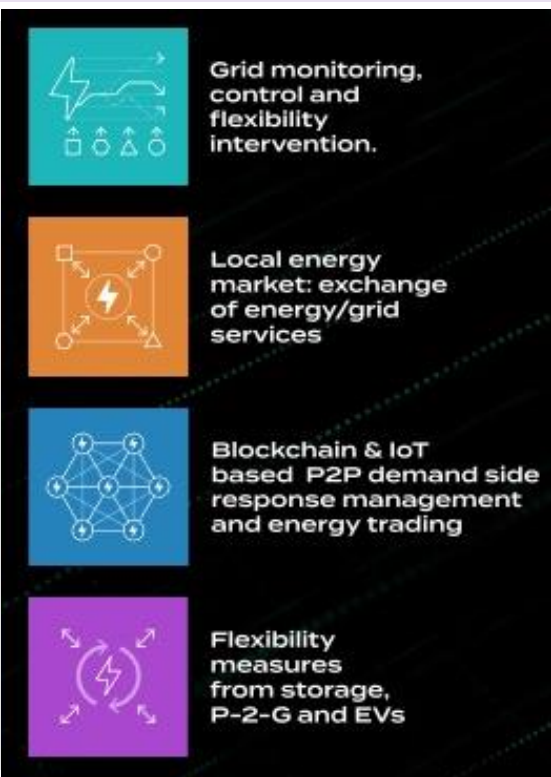 Grid monitoring,
control and
flexibility
intervention.
Local energy
market: exchange
of energy/grid
services
Blockchain & IoT
based P2P demand side
response management
and energy trading
Flexibility
measures
from storage,
P-2-G and EVs